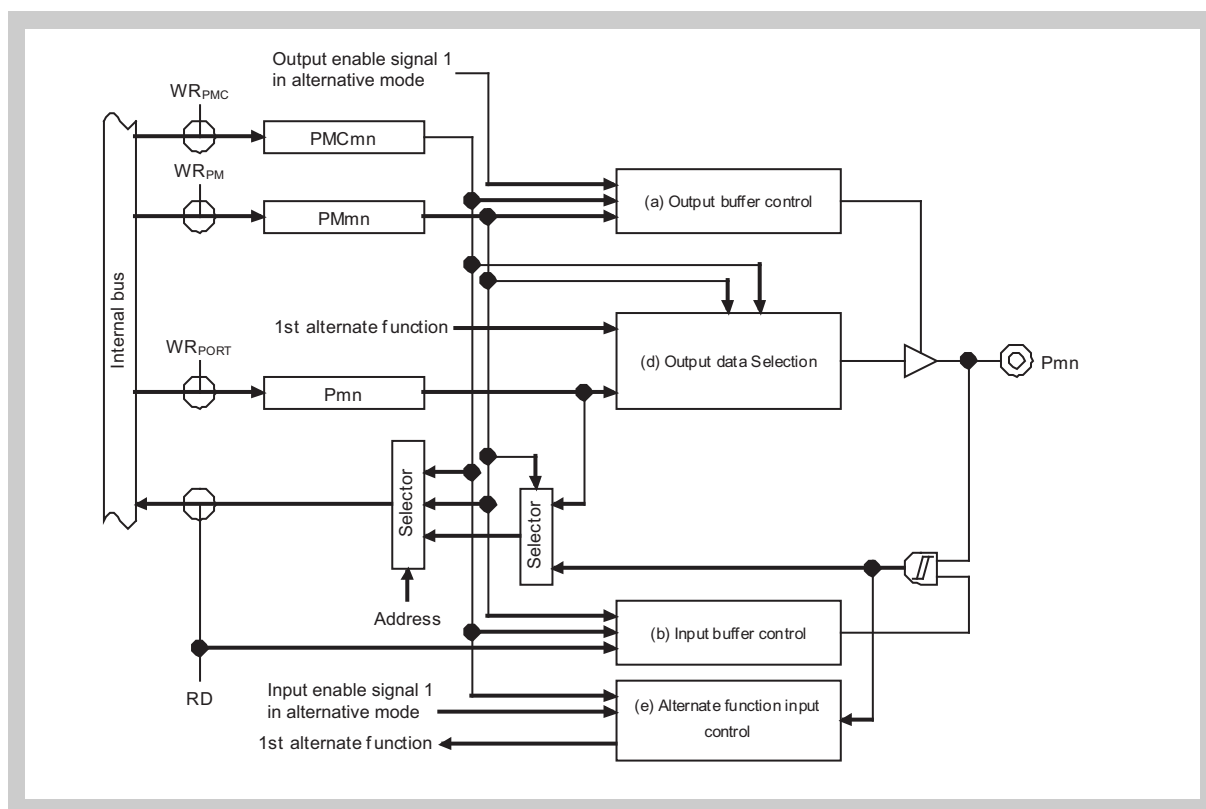 Output enable signal 1
in alternative mode
WRPMC
PMCmn
WRPM
PMmn
(a) Output buffer control
Internal bus
1st alternate function
(d) Output data Selection
WRPORT
Pmn
Pmn
Selector
Selector
Address
(b) Input buffer control
RD
Input enable signal 1
in alternative mode
(e) Alternate function input
control
1st alternate function